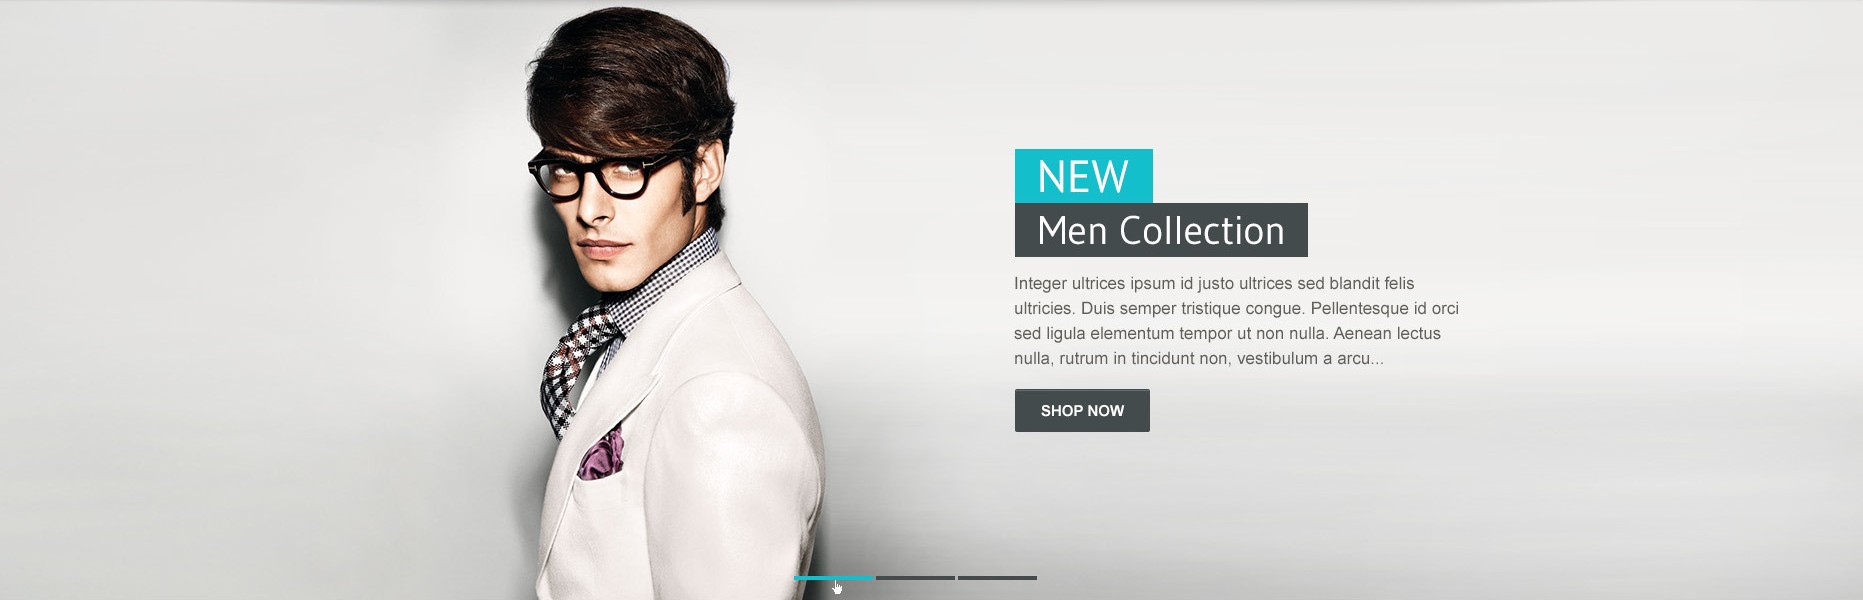 NEW
Men Collection
Integer ultrices ipsum id justo ultrices sed blandit felis
ultricies. Duis semper tristique congue. Pellentesque id orci
sed ligula elementum tempor ut non nulla. Aenean lectus
nulla, rutrum in tincidunt non, vestibulum a arcu...
SHOP NOW